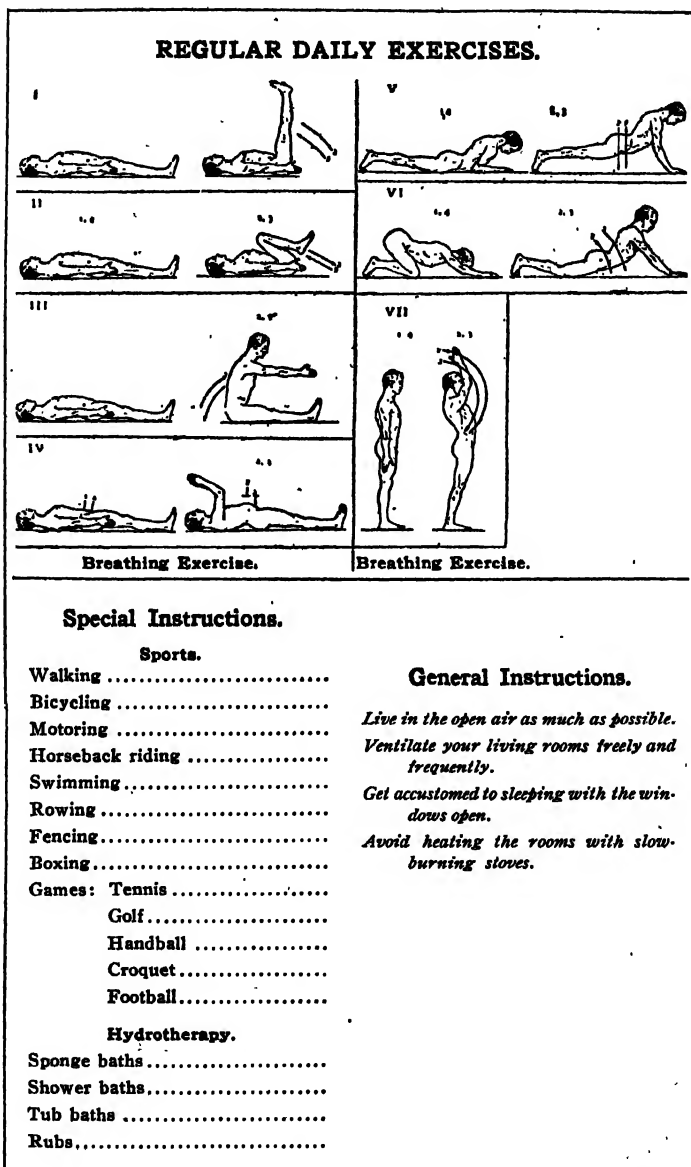 REGULAR DAILY EXERCISES.
I
II
III
IV
Breathing Exercise.
V
VI
VII
Breathing Exercise.
Special Instructions.
Sports.
Walking ............................
Bicycling ..........................
Motoring ...........................
Horseback riding .................
Swimming..........................
Rowing.............................
Fencing.............................
Boxing..............................
Games: Tennis ...................
Golf.......................
Handball .................
Croquet...................
Football...................
Hydrotherapy.
Sponge baths.......................
Shower baths.......................
Tub baths ..........................
Rubs................................
General Instructions.
Live in the open air as much as possible.
Ventilate your living rooms freely and
frequently.
Get accustomed to sleeping with the win-
dows open.
Avoid heating the rooms with slow-
burning stoves.